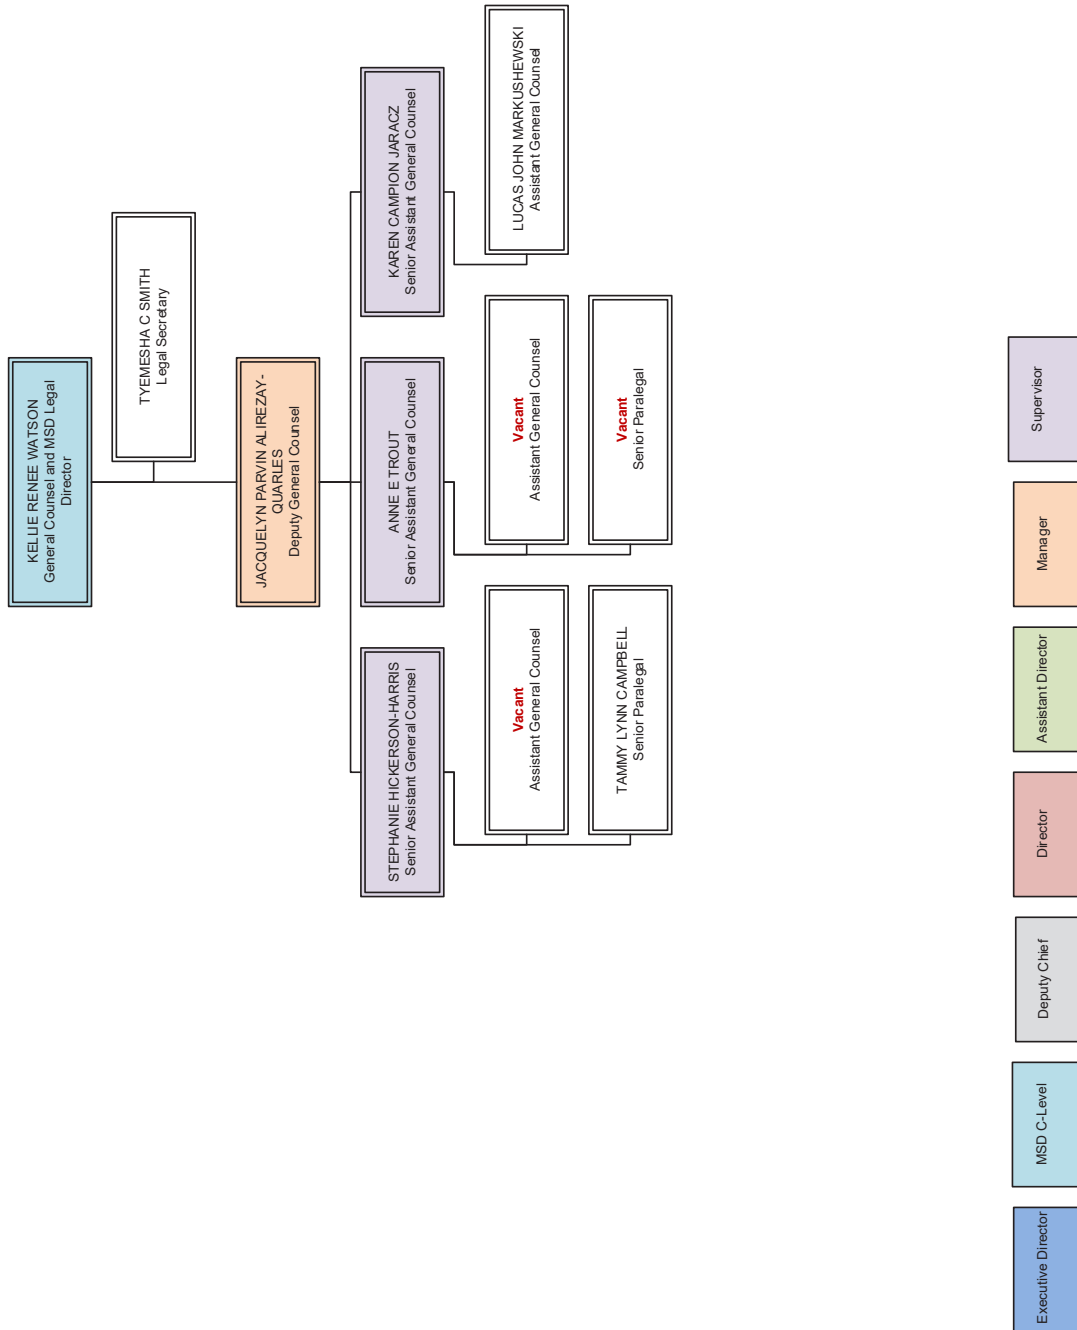 KELLIE RENEE WATSON
General Counsel and MSD Legal
Director
TYEMESHA C SMITH
Legal Secretary
JACQUELYN PARVIN ALIREZAY-
QUARLES
Deputy General Counsel
STEPHANIE HICKERSON-HARRIS
Senior Assistant General Counsel
ANNE E TROUT
Senior Assistant General Counsel
KAREN CAMPION JARACZ
Senior Assistant General Counsel
Vacant
Assistant General Counsel
Vacant
Assistant General Counsel
LUCAS JOHN MARKUSHEWSKI
Assistant General Counsel
TAMMY LYNN CAMPBELL
Senior Paralegal
Vacant
Senior Paralegal
Executive Director
MSD C-Level
Deputy Chief
Director
Assistant Director
Manager
Supervisor